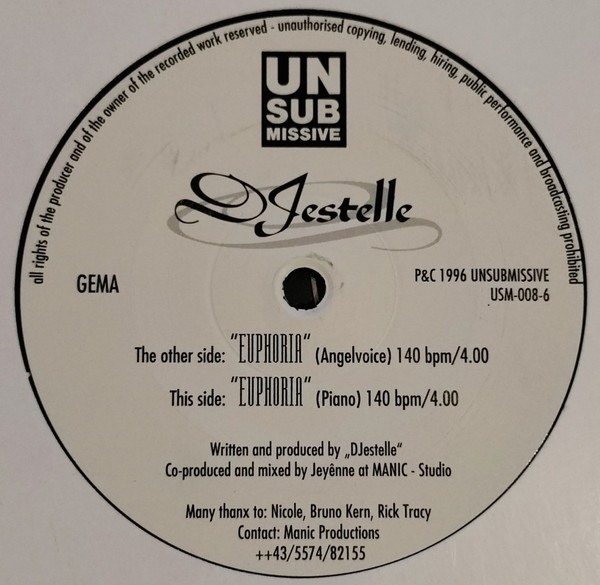 all rights of the producer and of the owner of the recorded work reserved - unauthorised copying, lending, hiring, public performance and broadcasting prohibited
UN
SUB
MISSIVE
DJestelle
GEMA
P&C 1996 UNSUBMISSIVE
USM-008-6
The other side: "EUPHORIA" (Angelvoice) 140 bpm/4.00
This side: "EUPHORIA" (Piano) 140 bpm/4.00
Written and produced by „DJestelle“
Co-produced and mixed by Jeyênne at MANIC - Studio
Many thanx to: Nicole, Bruno Kern, Rick Tracy
Contact: Manic Productions
++43/5574/82155